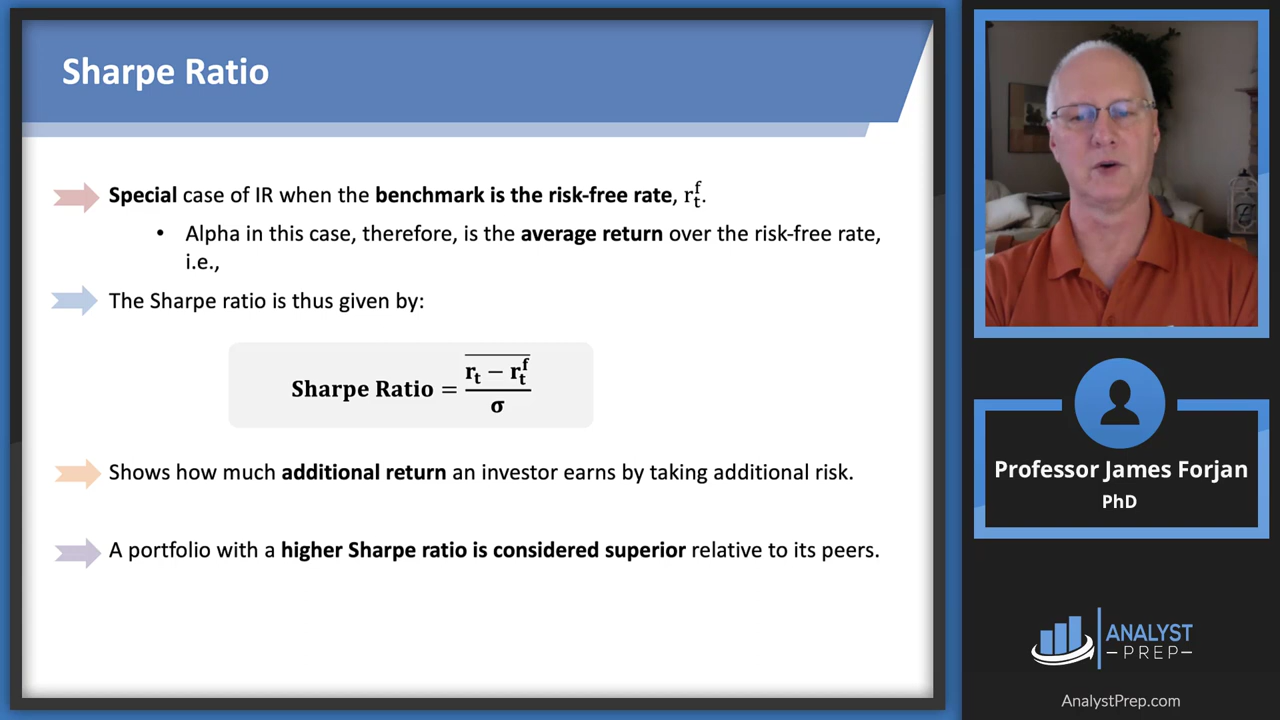 Sharpe Ratio
Special case of IR when the benchmark is the risk-free rate, r_t^f.
• Alpha in this case, therefore, is the average return over the risk-free rate,
i.e.,
The Sharpe ratio is thus given by:
Sharpe Ratio = \frac{\overline{r_t − r_t^f}}{σ}
Shows how much additional return an investor earns by taking additional risk.
A portfolio with a higher Sharpe ratio is considered superior relative to its peers.
Professor James Forjan
PhD
ANALYST
–PREP–
AnalystPrep.com